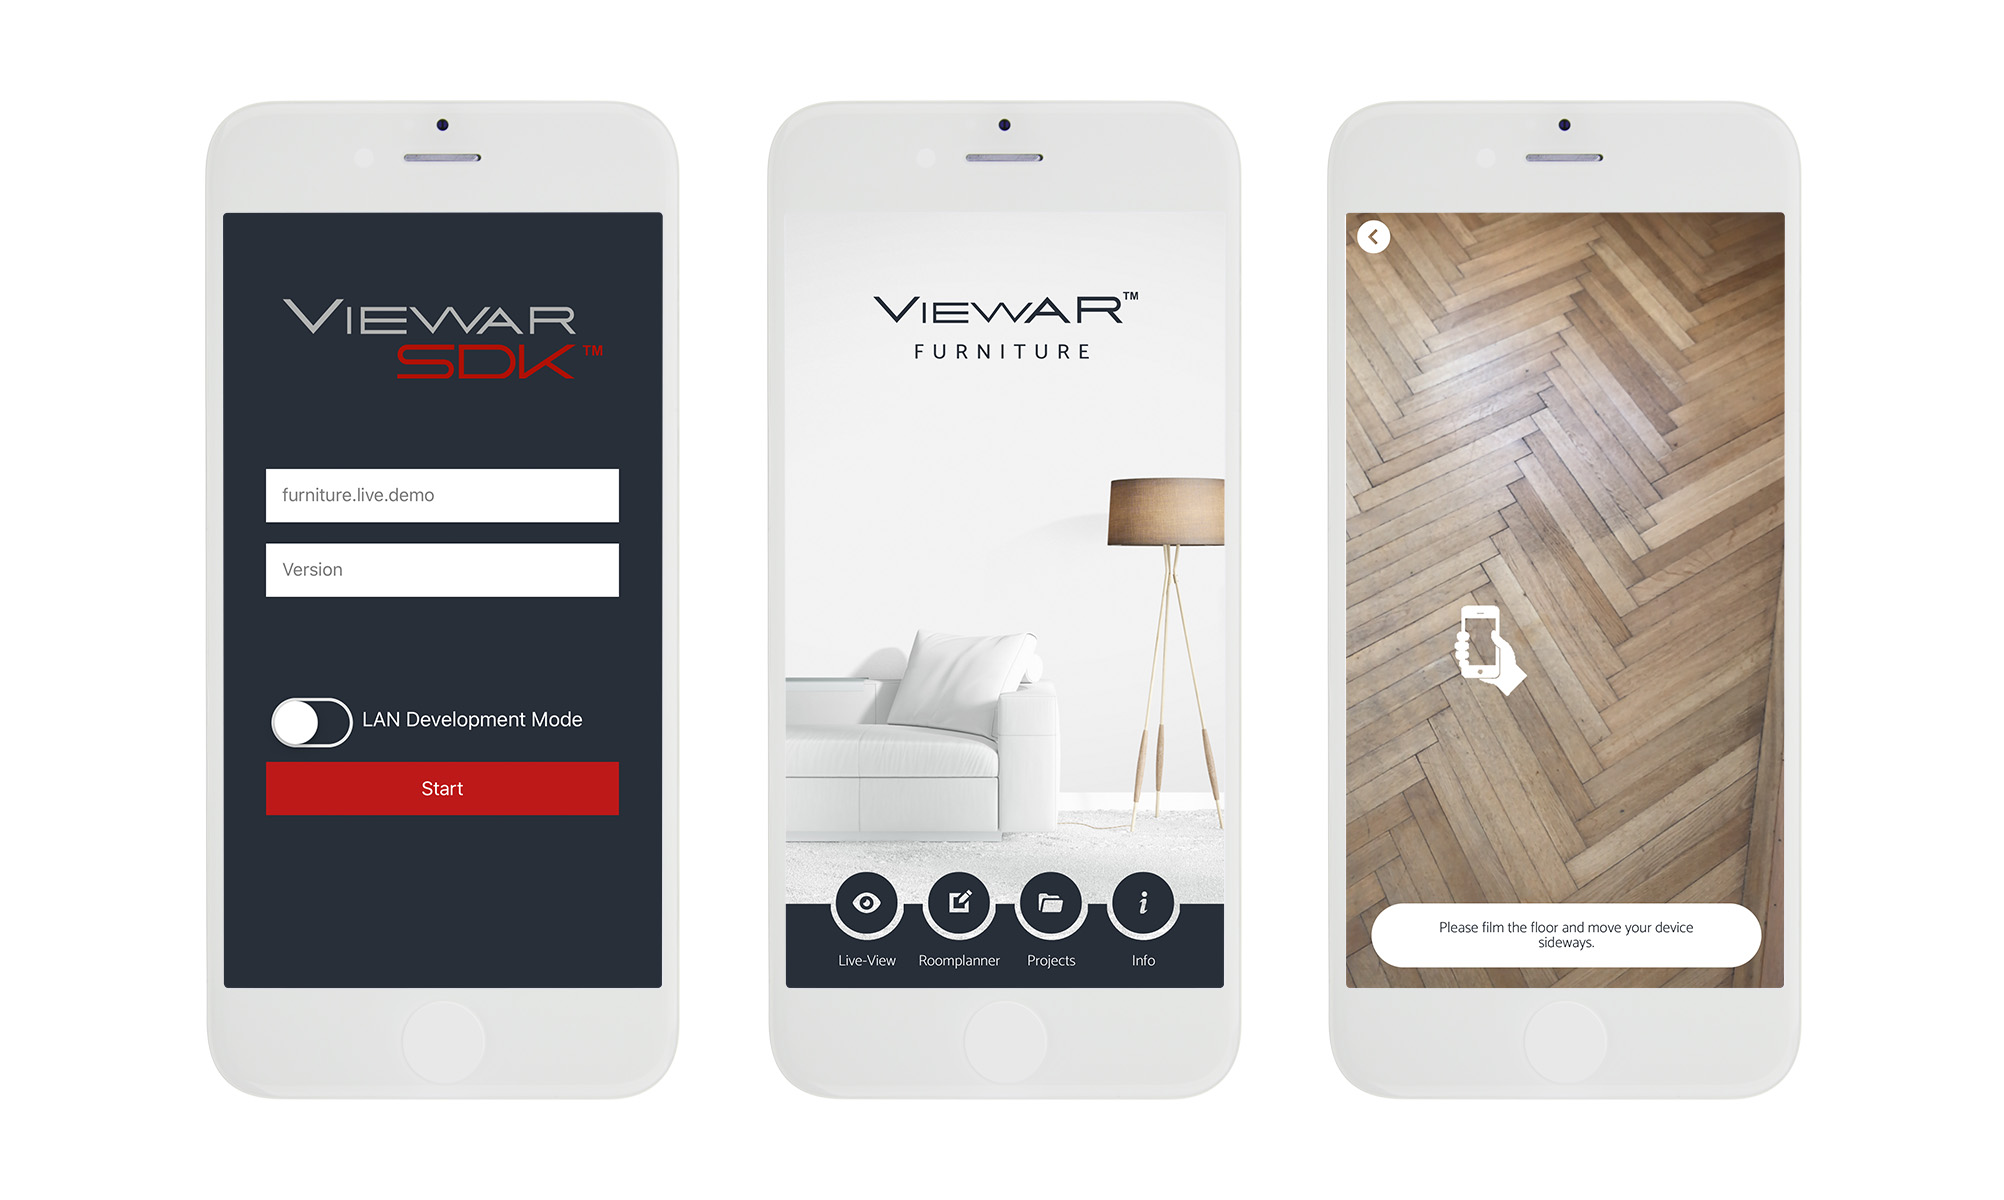 VIEWAR
SDK™
furniture.live.demo
Version
LAN Development Mode
Start
VIEWAR™
FURNITURE
Live-View
Roomplanner
Projects
Info
Please film the floor and move your device
sideways.